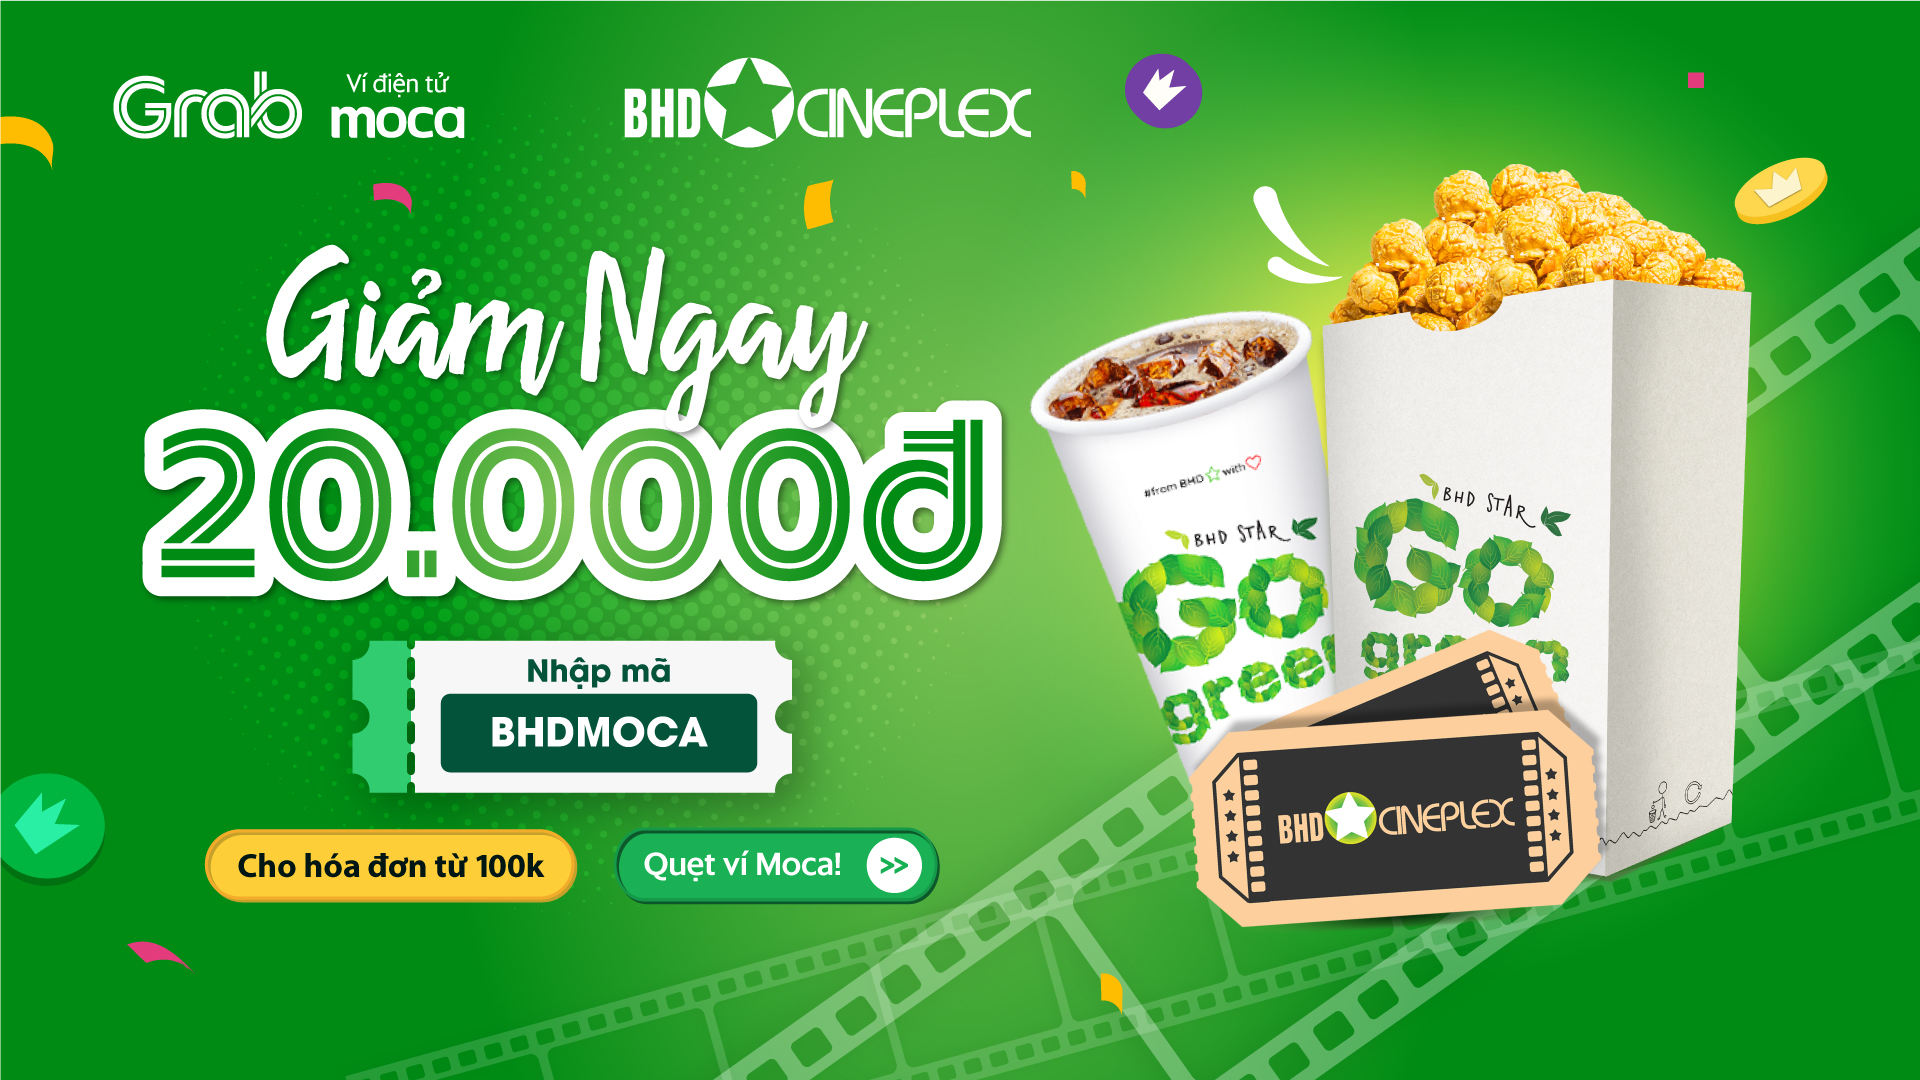 Grab
Ví điện tử
moca
BHD CINEPLEX
Giảm Ngay
20.000đ
Nhập mã
BHDMOCA
Cho hóa đơn từ 100k
Quẹt ví Moca! >>
#from BHD with
BHD STAR
Go
green
BHD STAR
Go
green
BHD CINEPLEX